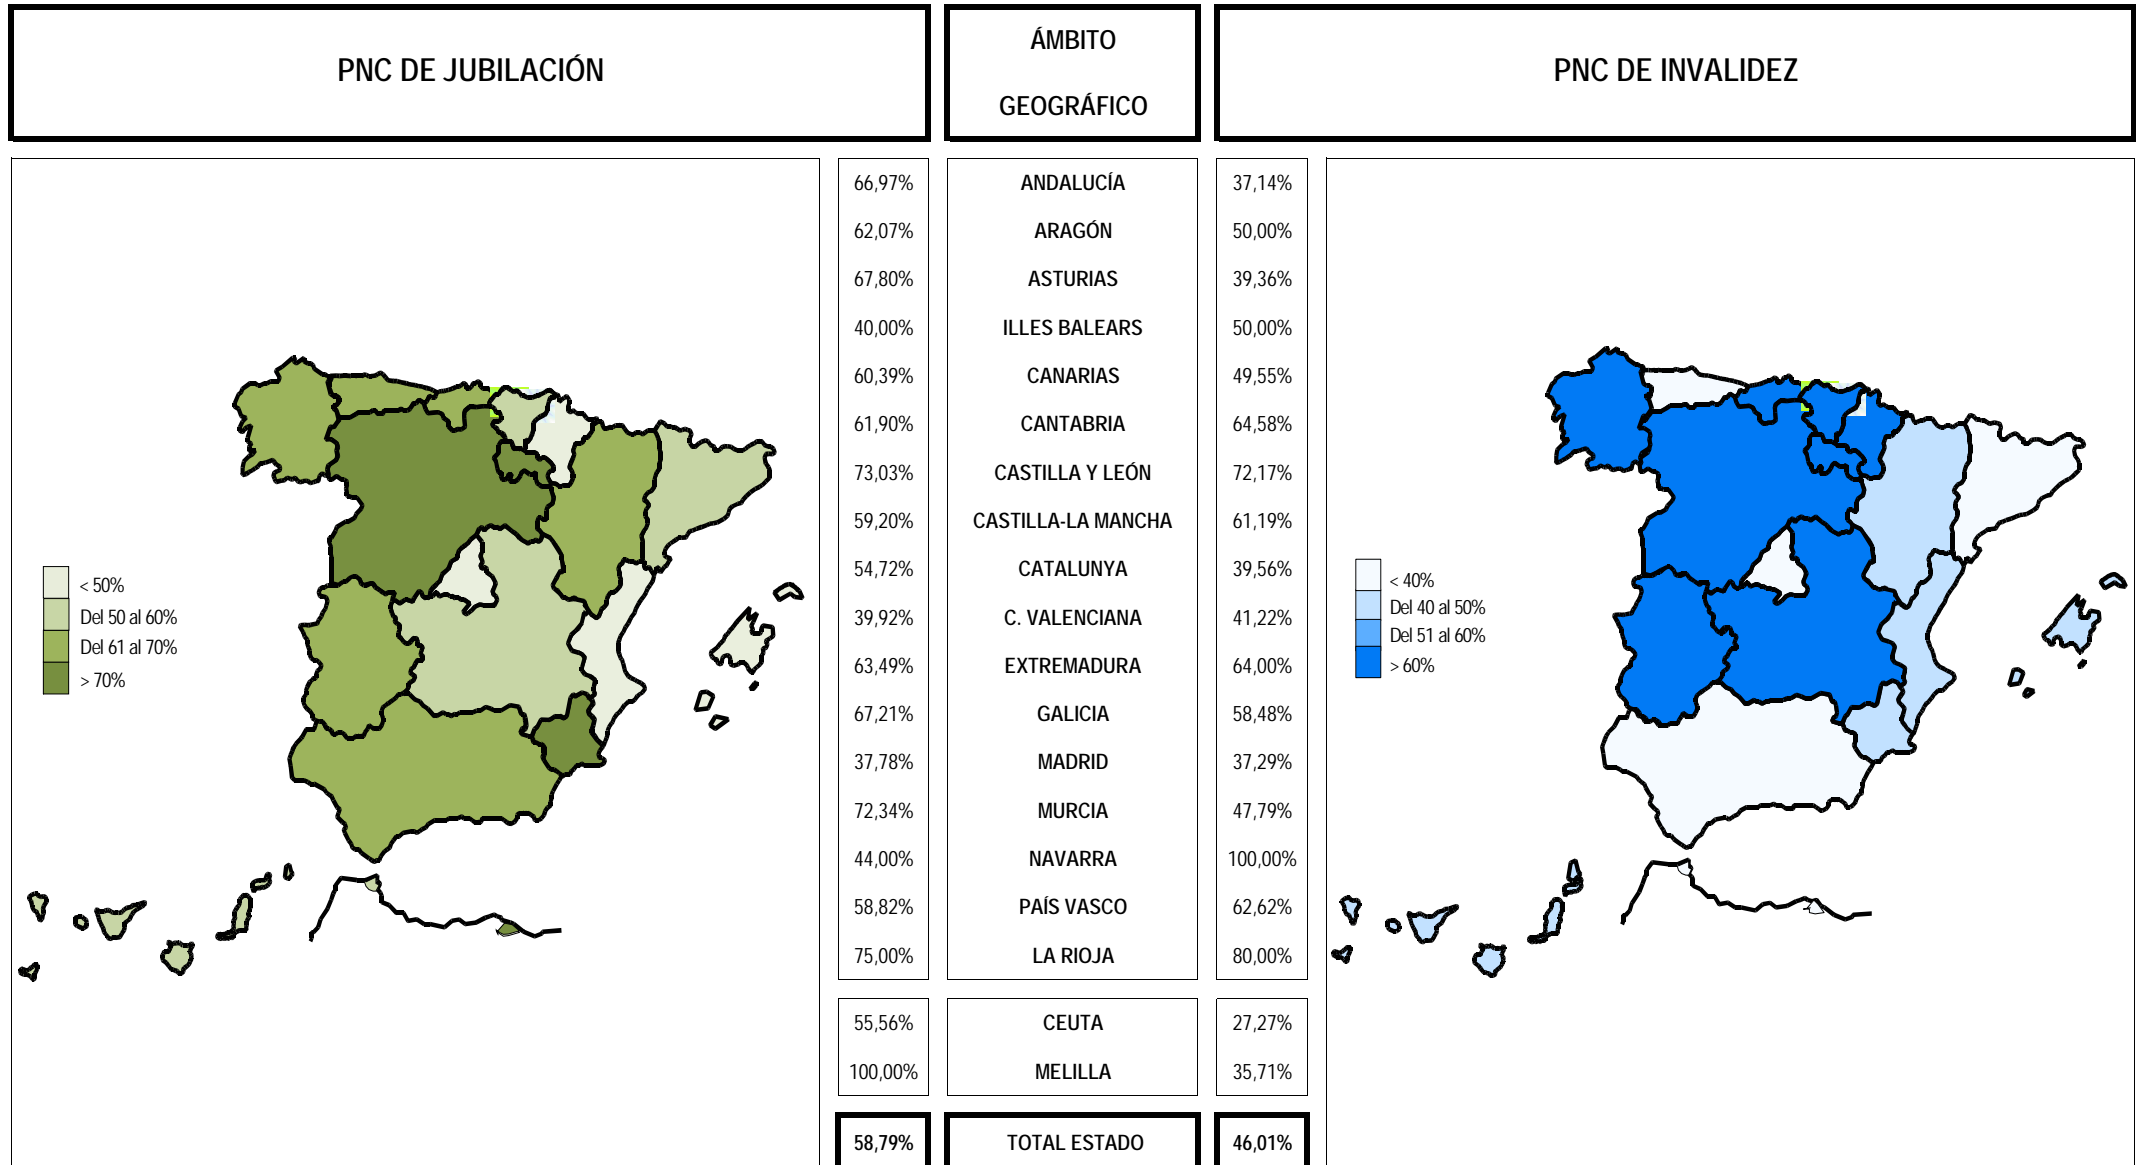 PNC DE JUBILACIÓN
ÁMBITO
GEOGRÁFICO
PNC DE INVALIDEZ
66,97% ANDALUCÍA 37,14%
62,07% ARAGÓN 50,00%
67,80% ASTURIAS 39,36%
40,00% ILLES BALEARS 50,00%
60,39% CANARIAS 49,55%
61,90% CANTABRIA 64,58%
73,03% CASTILLA Y LEÓN 72,17%
59,20% CASTILLA-LA MANCHA 61,19%
54,72% CATALUNYA 39,56%
39,92% C. VALENCIANA 41,22%
63,49% EXTREMADURA 64,00%
67,21% GALICIA 58,48%
37,78% MADRID 37,29%
72,34% MURCIA 47,79%
44,00% NAVARRA 100,00%
58,82% PAÍS VASCO 62,62%
75,00% LA RIOJA 80,00%
55,56% CEUTA 27,27%
100,00% MELILLA 35,71%
58,79% TOTAL ESTADO 46,01%
< 50%
Del 50 al 60%
Del 61 al 70%
> 70%
< 40%
Del 40 al 50%
Del 51 al 60%
> 60%